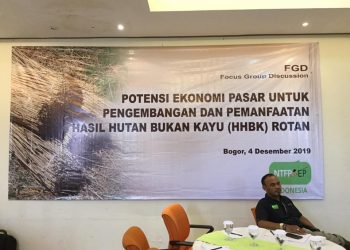 FGD
Focus Group Discussion
POTENSI EKONOMI PASAR UNTUK
PENGEMBANGAN DAN PEMANFAATAN
HASIL HUTAN BUKAN KAYU (HHBK) ROTAN
Bogor, 4 Desember 2019
NTFP EP
INDONESIA